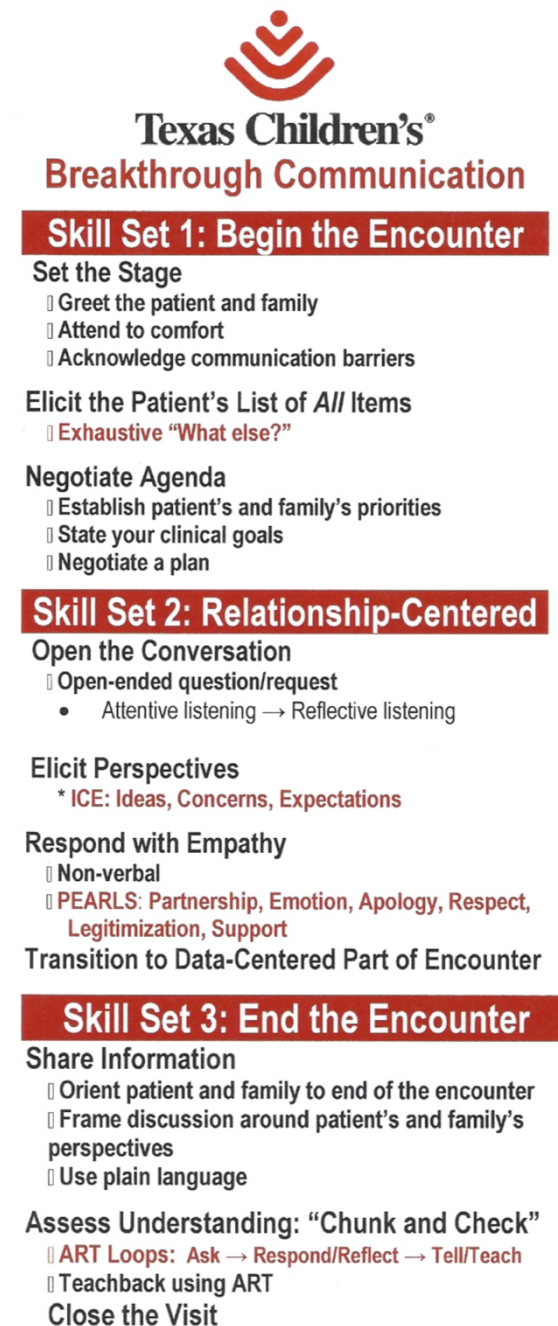 Texas Children's®
Breakthrough Communication
Skill Set 1: Begin the Encounter
Set the Stage
▯ Greet the patient and family
▯ Attend to comfort
▯ Acknowledge communication barriers
Elicit the Patient's List of All Items
▯ Exhaustive “What else?”
Negotiate Agenda
▯ Establish patient's and family's priorities
▯ State your clinical goals
▯ Negotiate a plan
Skill Set 2: Relationship-Centered
Open the Conversation
▯ Open-ended question/request
• Attentive listening → Reflective listening
Elicit Perspectives
* ICE: Ideas, Concerns, Expectations
Respond with Empathy
▯ Non-verbal
▯ PEARLS: Partnership, Emotion, Apology, Respect,
Legitimization, Support
Transition to Data-Centered Part of Encounter
Skill Set 3: End the Encounter
Share Information
▯ Orient patient and family to end of the encounter
▯ Frame discussion around patient's and family's
perspectives
▯ Use plain language
Assess Understanding: “Chunk and Check”
▯ ART Loops: Ask → Respond/Reflect → Tell/Teach
▯ Teachback using ART
Close the Visit